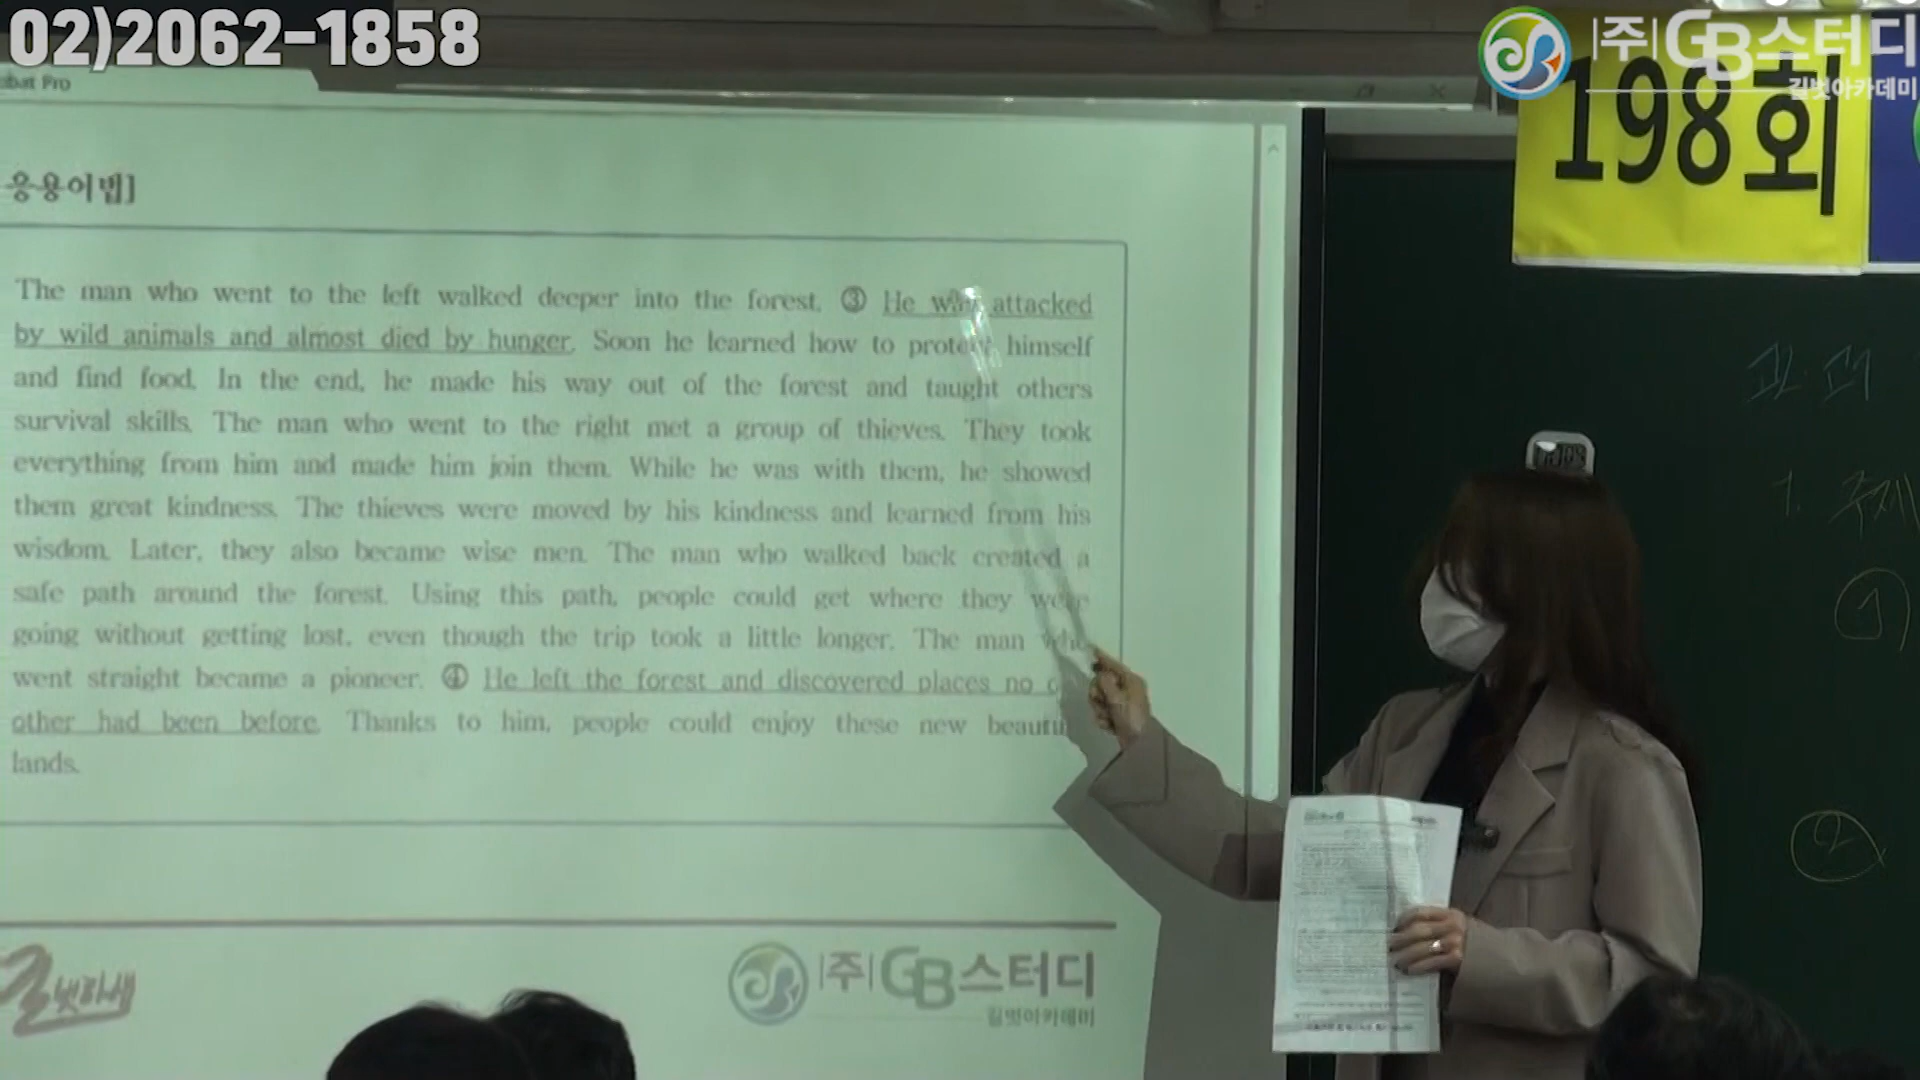 02)2062-1858
|주|GB스터디
길벗아카데미
198회
obat Pro
응용어법]
The man who went to the left walked deeper into the forest. ③ He was attacked
by wild animals and almost died by hunger. Soon he learned how to protect himself
and find food. In the end, he made his way out of the forest and taught others
survival skills. The man who went to the right met a group of thieves. They took
everything from him and made him join them. While he was with them, he showed
them great kindness. The thieves were moved by his kindness and learned from his
wisdom. Later, they also became wise men. The man who walked back created a
safe path around the forest. Using this path, people could get where they were
going without getting lost, even though the trip took a little longer. The man who
went straight became a pioneer. ④ He left the forest and discovered places no
other had been before. Thanks to him, people could enjoy these new beauti
lands.
|주|GB스터디
길벗아카데미
1. 주제
①
②